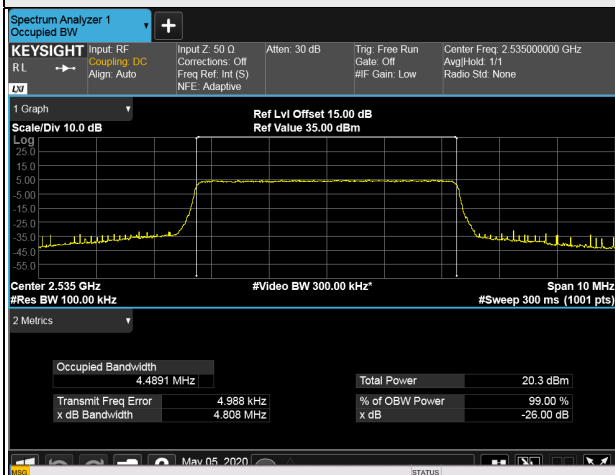 Spectrum Analyzer 1
Occupied BW
+
KEYSIGHT
RL
LXI
Input: RF
Coupling: DC
Align: Auto
Input Z: 50 Ω
Corrections: Off
Freq Ref: Int (S)
NFE: Adaptive
Atten: 30 dB
Trig: Free Run
Gate: Off
#IF Gain: Low
Center Freq: 2.535000000 GHz
Avg|Hold: 1/1
Radio Std: None
1 Graph
Scale/Div 10.0 dB
Ref Lvl Offset 15.00 dB
Ref Value 35.00 dBm
Log
25.0
15.0
5.00
-5.00
-15.0
-25.0
-35.0
-45.0
-55.0
Center 2.535 GHz
#Video BW 300.00 kHz*
Span 10 MHz
#Res BW 100.00 kHz
#Sweep 300 ms (1001 pts)
2 Metrics
Occupied Bandwidth
4.4891 MHz
Total Power 20.3 dBm
Transmit Freq Error 4.988 kHz
% of OBW Power 99.00 %
x dB Bandwidth 4.808 MHz
x dB -26.00 dB
May 05, 2020
MSG
STATUS